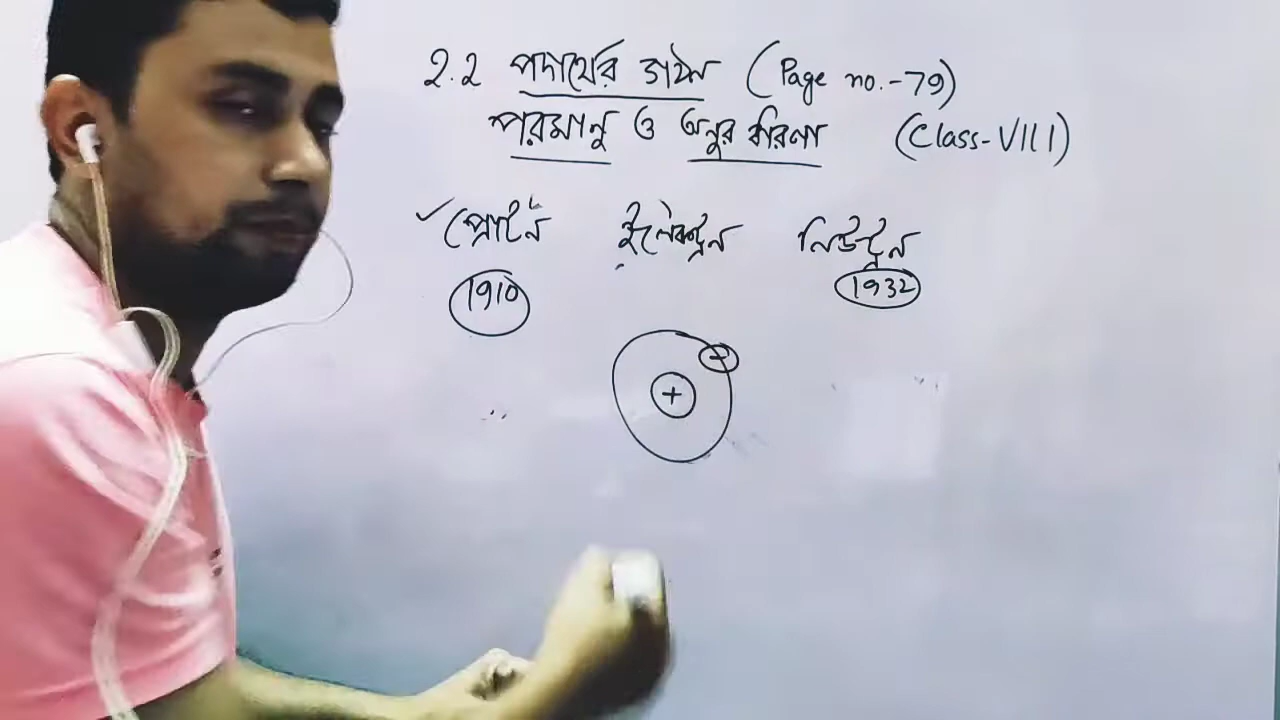 2.2 পদার্থের গঠন (Page no.-79)
পরমানু ও অনুর ধারনা (Class-VIII)
✓প্রোটন ইলেকট্রন নিউট্রন
1910 1932
−
+